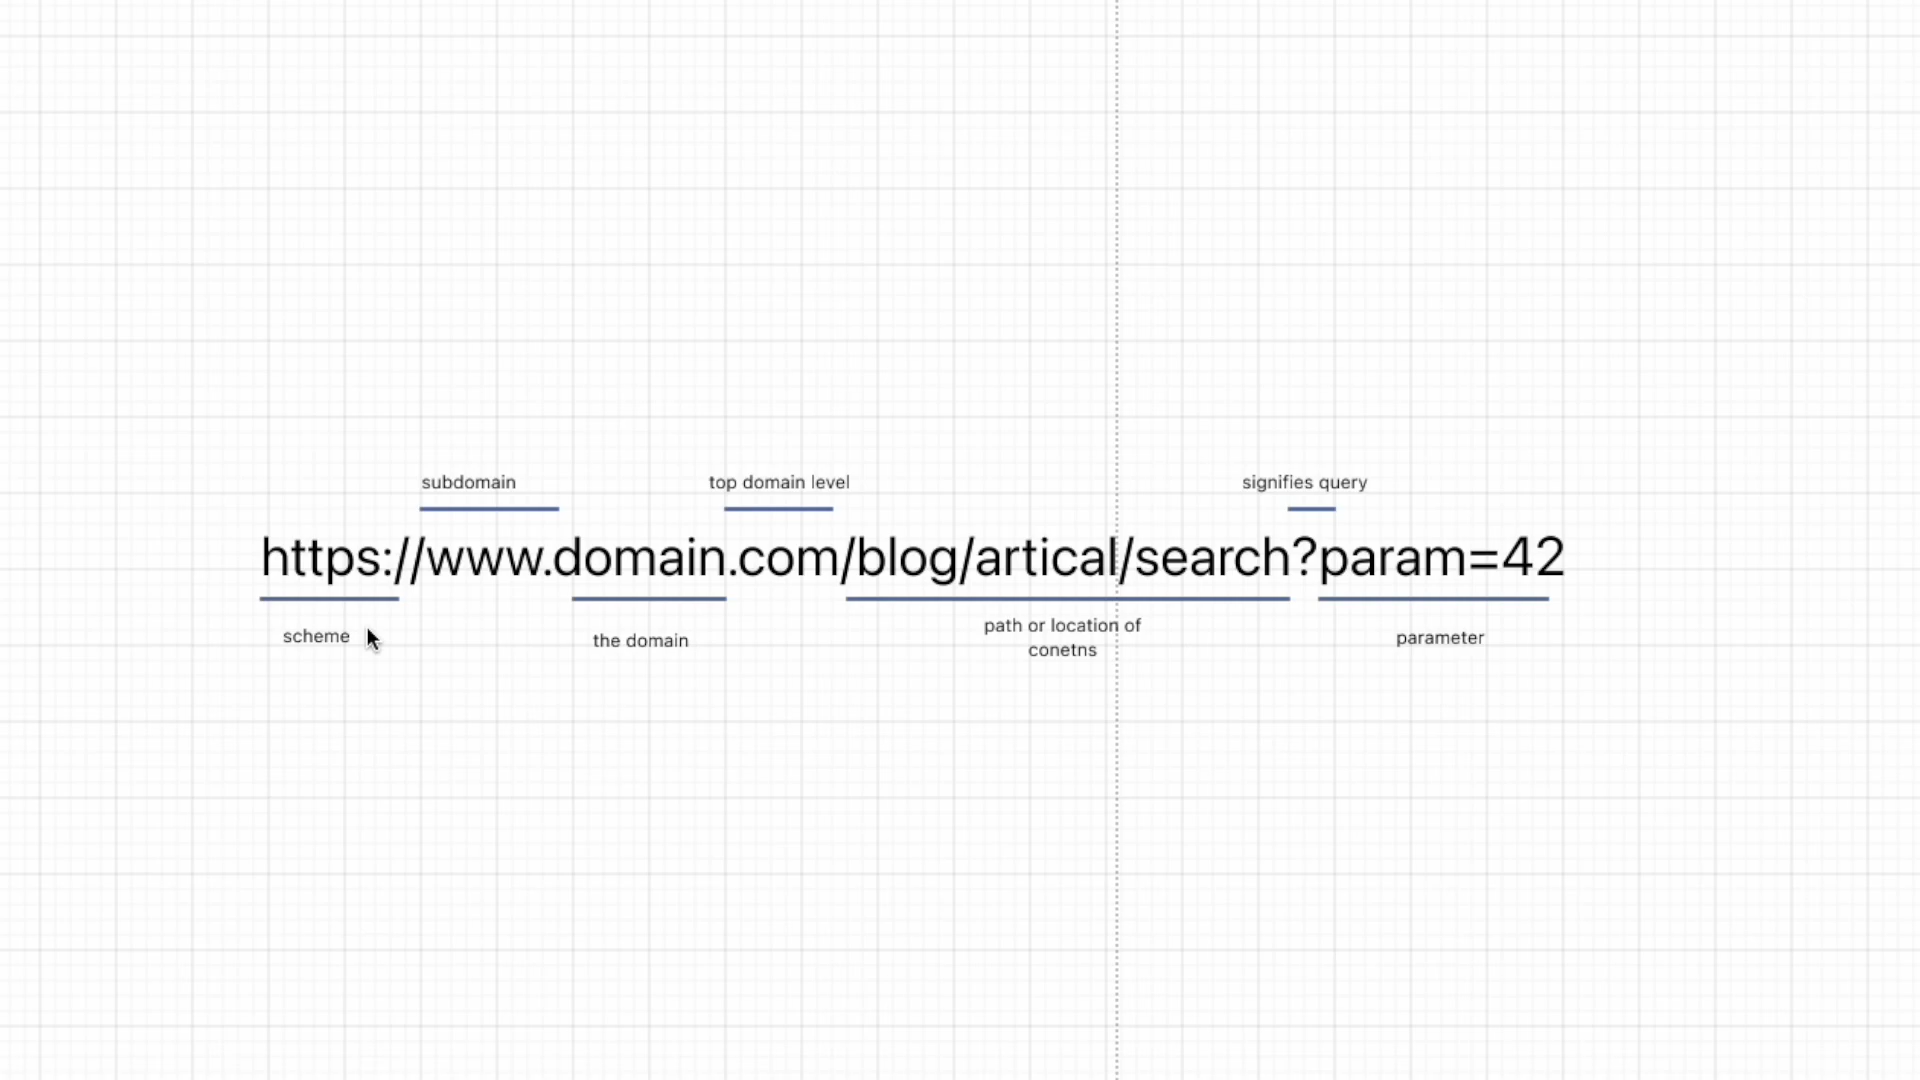 subdomain
top domain level
signifies query
https://www.domain.com/blog/artical/search?param=42
scheme
the domain
path or location of
conetns
parameter